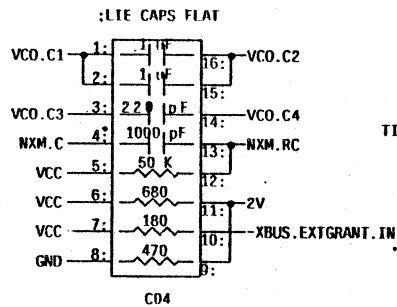 ;LIE CAPS FLAT
VCO.C1 1: .1 uF 16: VCO.C2
2: 15:
VCO.C3 3: 22 pF 14: VCO.C4
NXM.C 4: 1000 pF 13: NXM.RC
VCC 5: 50 K 12:
VCC 6: 680 11: 2V
VCC 7: 180 10: XBUS.EXTGRANT.IN
GND 8: 470 9:
C04
TI